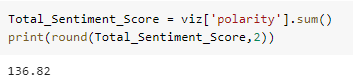 Total_Sentiment_Score = viz['polarity'].sum()
print(round(Total_Sentiment_Score,2))
136.82